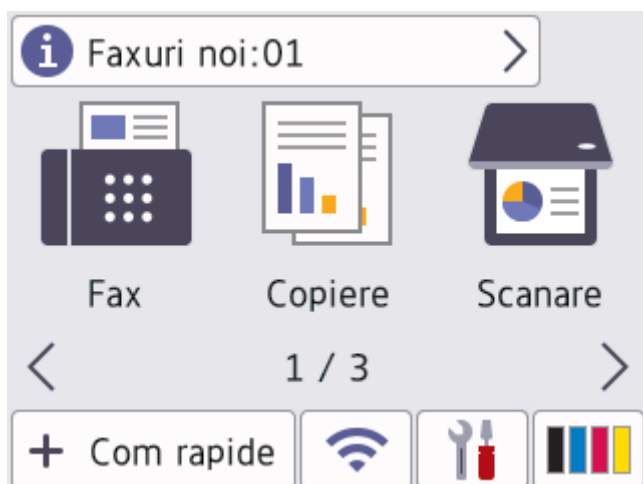 Faxuri noi:01
Fax
Copiere
Scanare
1 / 3
+ Com rapide